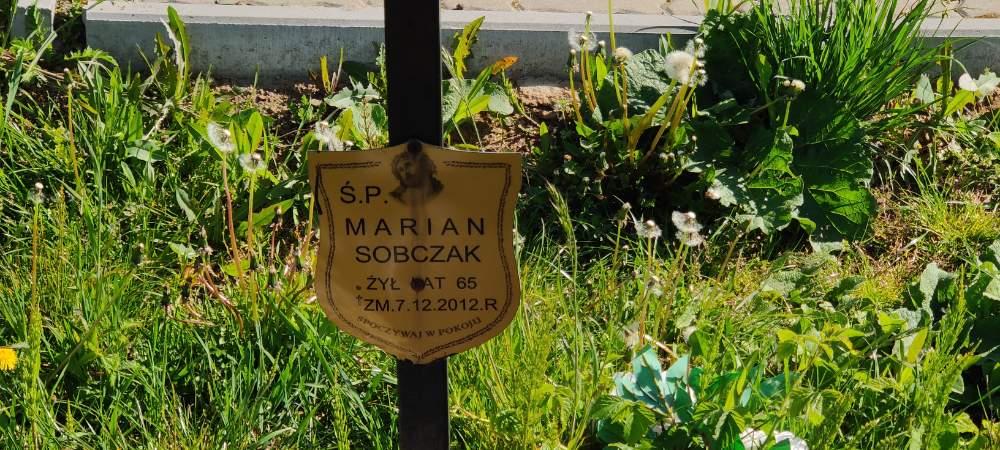 Ś.P.
MARIAN
SOBCZAK
ŻYŁ LAT 65
ZM.7.12.2012.R
SPOCZYWAJ W POKOJU